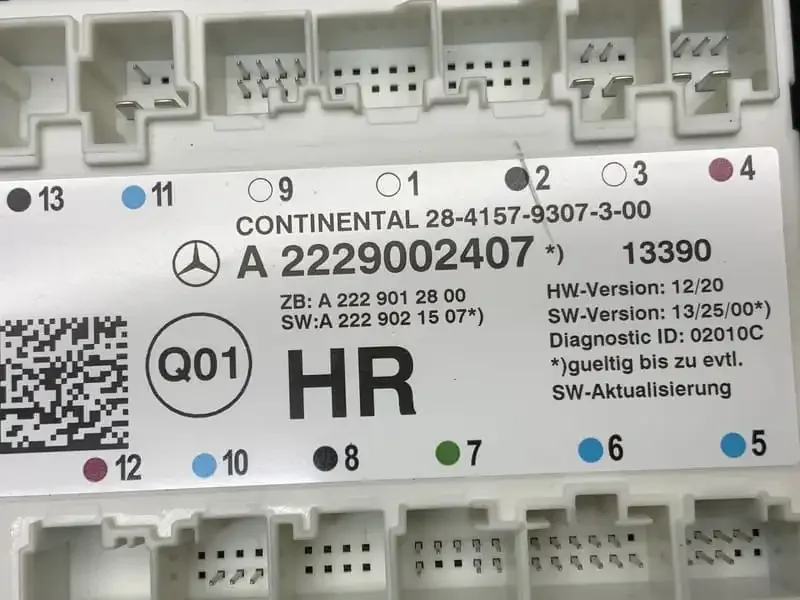 13 11 9 1 2 3 4
CONTINENTAL 28-4157-9307-3-00
A 2229002407 *) 13390
ZB: A 222 901 28 00
SW:A 222 902 15 07*)
HW-Version: 12/20
SW-Version: 13/25/00*)
Diagnostic ID: 02010C
*)gueltig bis zu evtl.
SW-Aktualisierung
Q01
HR
12 10 8 7 6 5